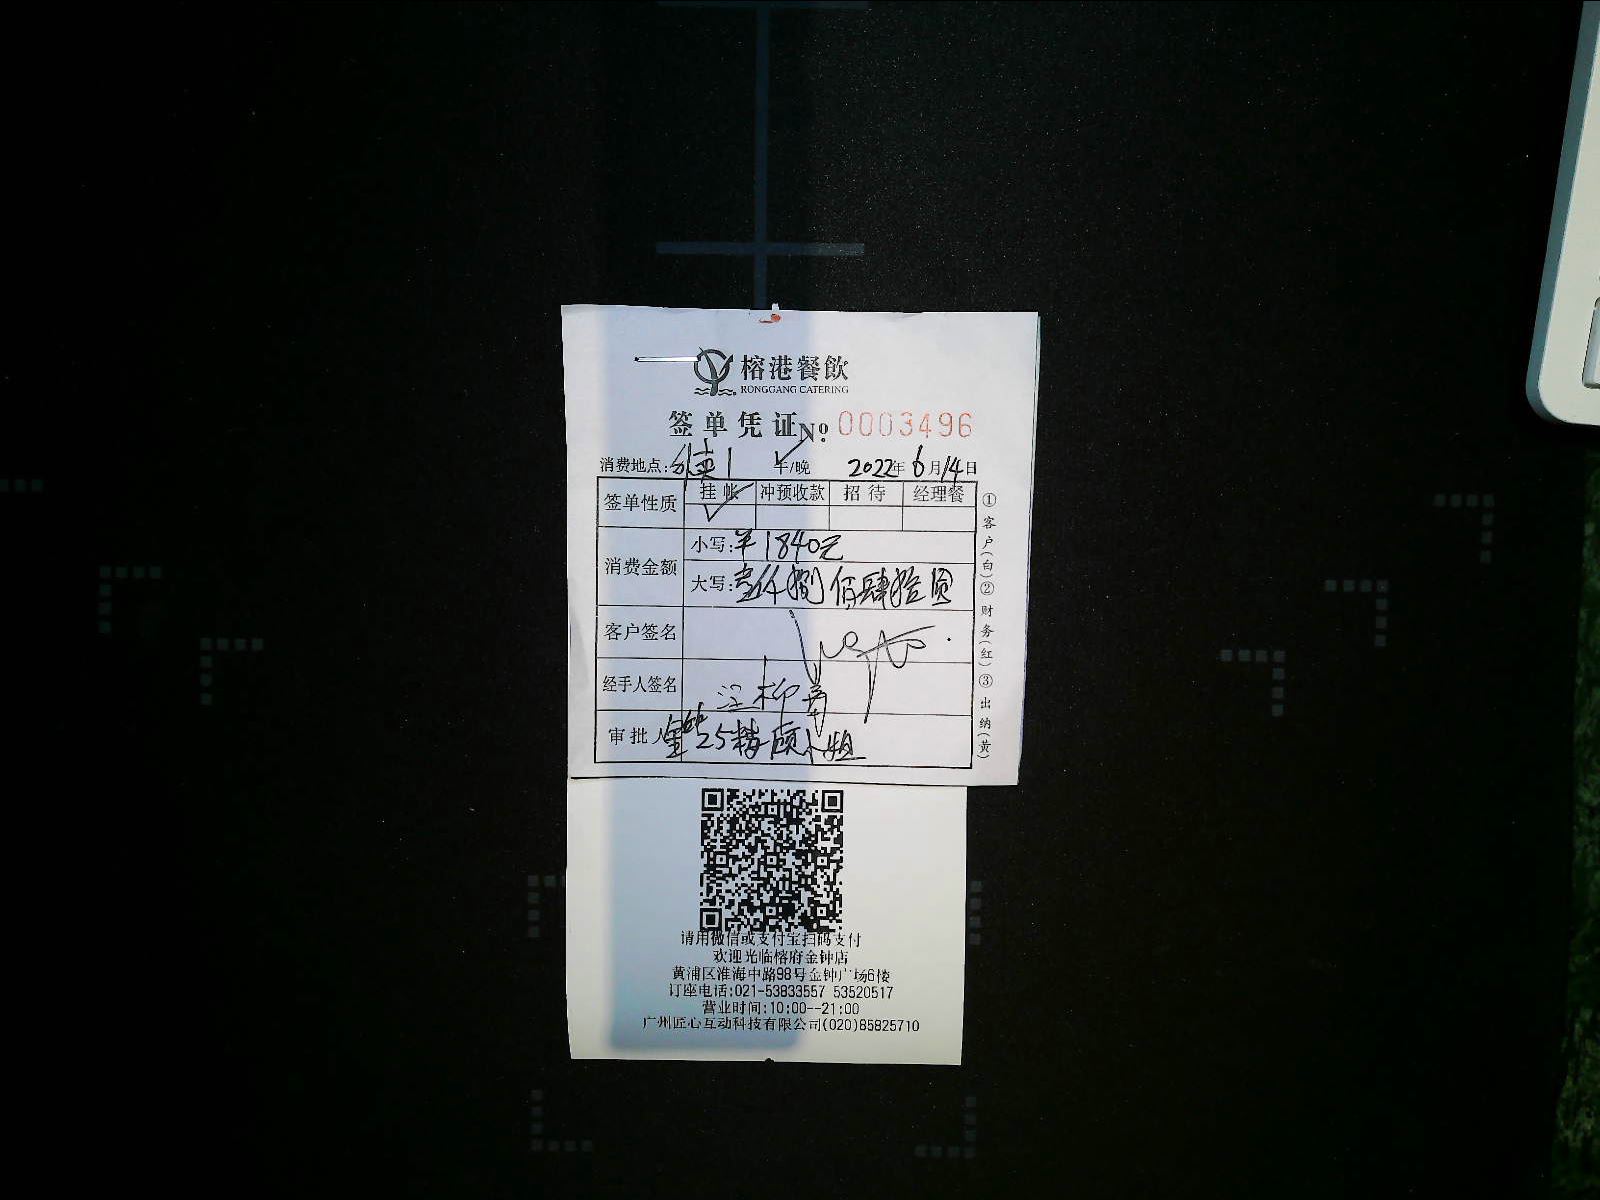 榕港餐飲
RONGGANG CATERING
签单凭证 №: 0003496
消费地点: 午/晚 2022年6月14日
签单性质 挂帐 冲预收款 招待 经理餐
消费金额
小写:¥1840元
大写:壹仟捌佰肆拾圆
客户签名
经手人签名
审批人
①客户(白)②财务(红)③出纳(黄)
请用微信或支付宝扫码支付
欢迎光临榕府金钟店
黄浦区淮海中路98号金钟广场6楼
订座电话:021-53833557 53520517
营业时间:10:00--21:00
广州匠心互动科技有限公司(020)85825710